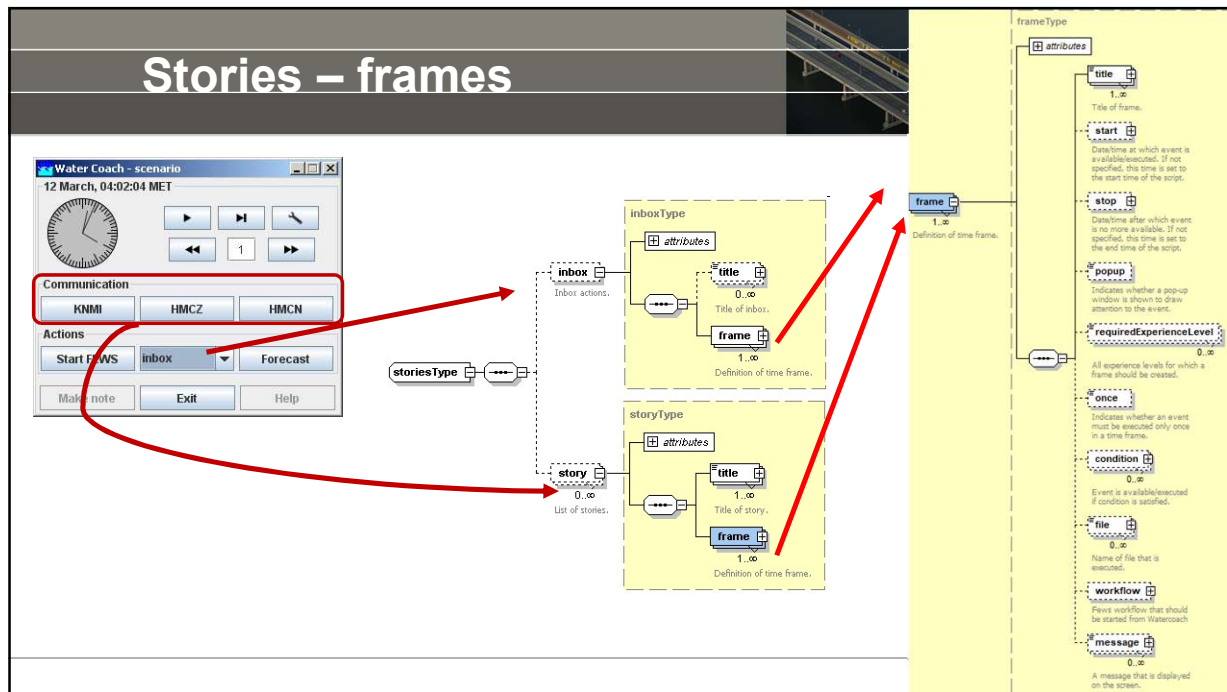 Stories – frames
Water Coach - scenario
12 March, 04:02:04 MET
1
Communication
KNMI HMCZ HMCN
Actions
Start FEWS inbox Forecast
Make note Exit Help
storiesType
inbox
Inbox actions.
inboxType
attributes
title
0..∞
Title of inbox.
frame
1..∞
Definition of time frame.
story
0..∞
List of stories.
storyType
attributes
title
1..∞
Title of story.
frame
1..∞
Definition of time frame.
frame
1..∞
Definition of time frame.
frameType
attributes
title
1..∞
Title of frame.
start
Date/time at which event is
available/executed. If not
specified, this time is set to
the start time of the script.
stop
Date/time after which event
is no more available. If not
specified, this time is set to
the end time of the script.
popup
Indicates whether a pop-up
window is shown to draw
attention to the event.
requiredExperienceLevel
0..∞
All experience levels for which a
frame should be created.
once
Indicates whether an event
must be executed only once
in a time frame.
condition
0..∞
Event is available/executed
if condition is satisfied.
file
0..∞
Name of file that is
executed.
workflow
Fews workflow that should
be started from Watercoach
message
0..∞
A message that is displayed
on the screen.